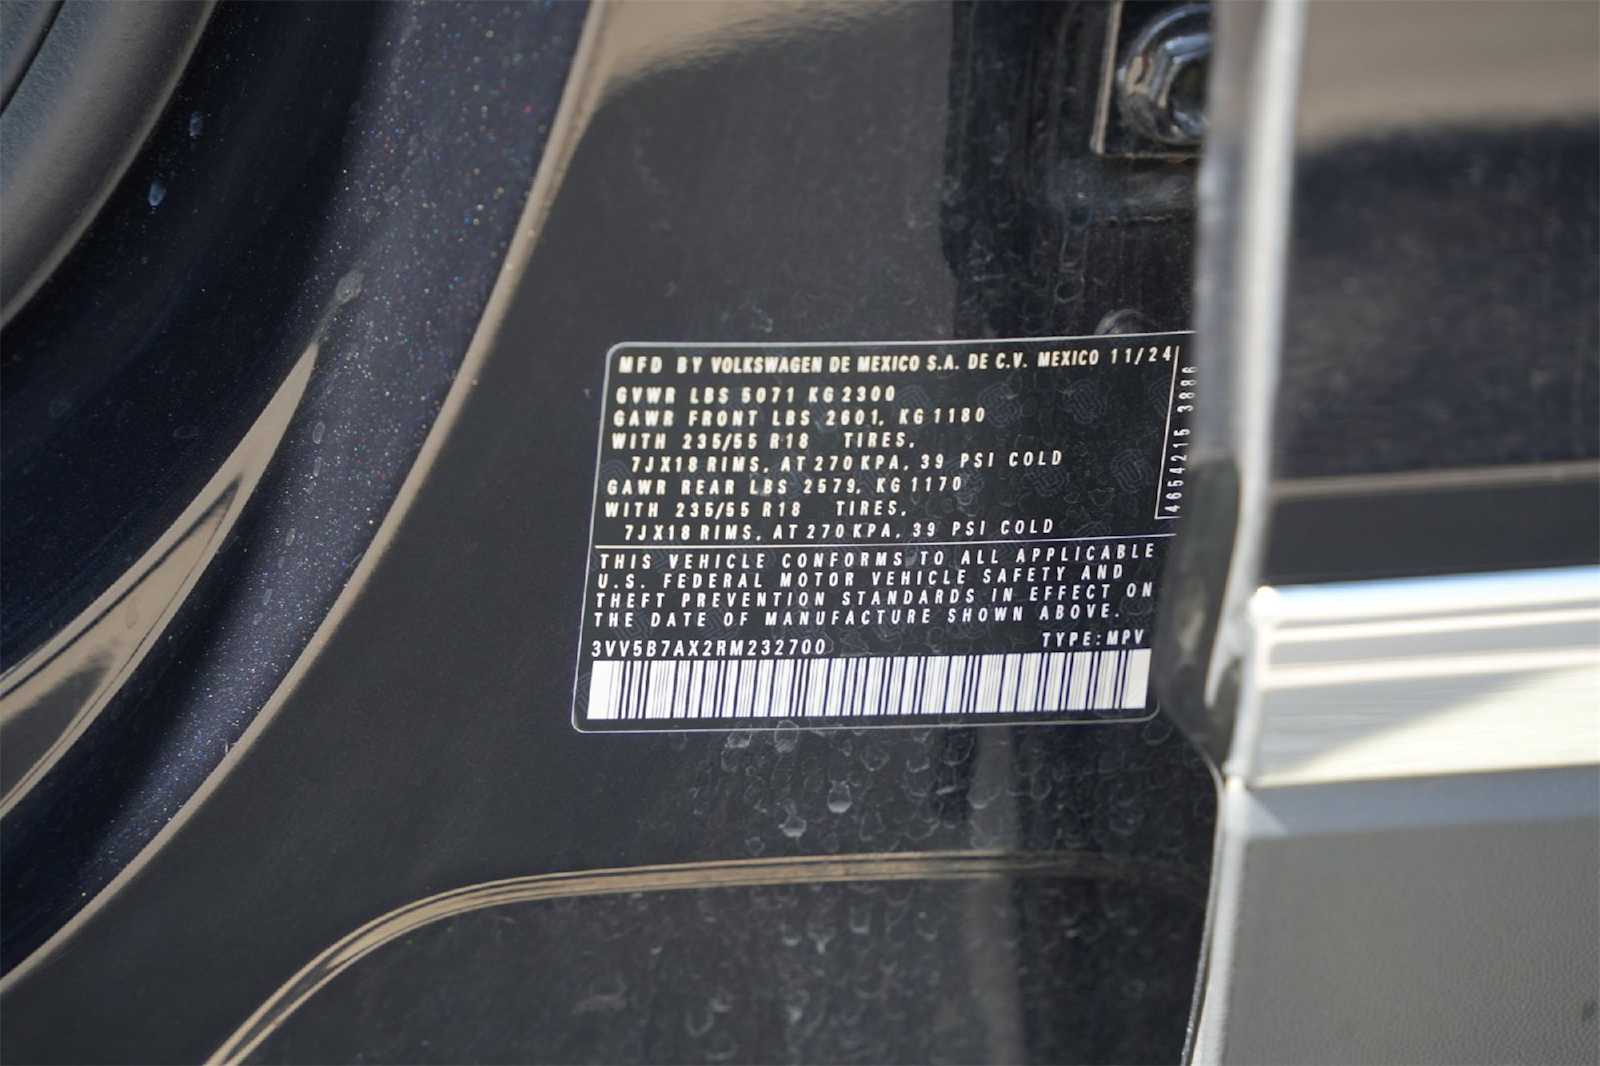 MFD BY VOLKSWAGEN DE MEXICO S.A. DE C.V. MEXICO 11/24
GVWR LBS 5071 KG 2300
GAWR FRONT LBS 2601, KG 1180
WITH 235/55 R18 TIRES,
7JX18 RIMS, AT 270 KPA, 39 PSI COLD
GAWR REAR LBS 2579, KG 1170
WITH 235/55 R18 TIRES,
7JX18 RIMS, AT 270 KPA, 39 PSI COLD
4654215 3886
THIS VEHICLE CONFORMS TO ALL APPLICABLE
U.S. FEDERAL MOTOR VEHICLE SAFETY AND
THEFT PREVENTION STANDARDS IN EFFECT ON
THE DATE OF MANUFACTURE SHOWN ABOVE.
3VV5B7AX2RM232700 TYPE: MPV